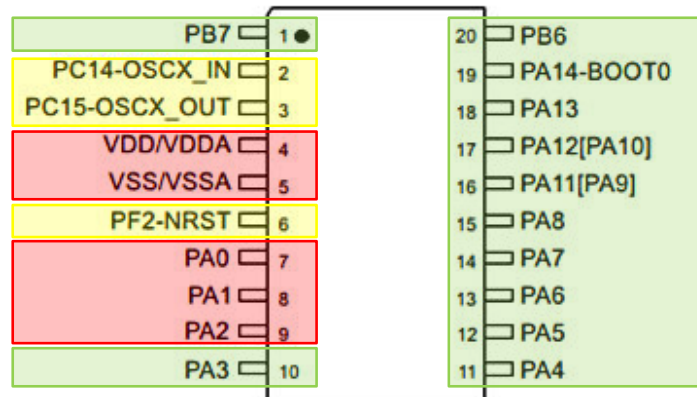 PB7 1 20 PB6
PC14-OSCX_IN 2 19 PA14-BOOT0
PC15-OSCX_OUT 3 18 PA13
VDD/VDDA 4 17 PA12[PA10]
VSS/VSSA 5 16 PA11[PA9]
PF2-NRST 6 15 PA8
PA0 7 14 PA7
PA1 8 13 PA6
PA2 9 12 PA5
PA3 10 11 PA4